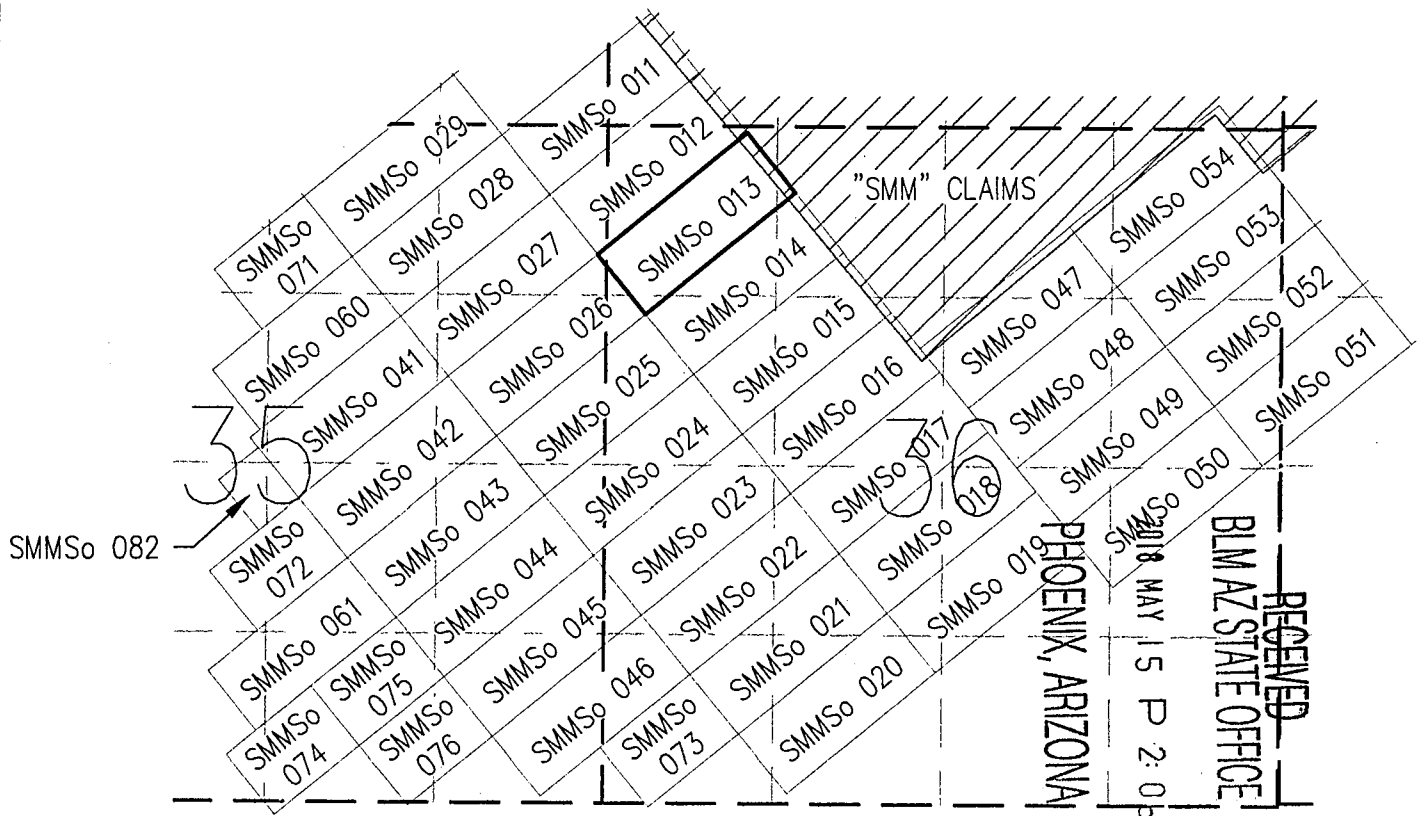 SMMSo 011
SMMSo 012
SMMSo 029
SMMSo 028
SMMSo 013
"SMM" CLAIMS
SMMSo 054
SMMSo
071
SMMSo 027
SMMSo 014
SMMSo 047
SMMSo 053
SMMSo 060
SMMSo 026
SMMSo 015
SMMSo 048
SMMSo 052
SMMSo 041
SMMSo 025
SMMSo 016
SMMSo 049
SMMSo 051
35
SMMSo 042
SMMSo 024
SMMSo 017
36
SMMSo 050
SMMSo 082
SMMSo
072
SMMSo 043
SMMSo 023
SMMSo 018
SMMSo 061
SMMSo 044
SMMSo 022
SMMSo 019
SMMSo
075
SMMSo 045
SMMSo 021
SMMSo
074
SMMSo
076
SMMSo 046
SMMSo
073
SMMSo 020
RECEIVED
BLM AZ STATE OFFICE
2018 MAY 15 P 2:0
PHOENIX, ARIZONA